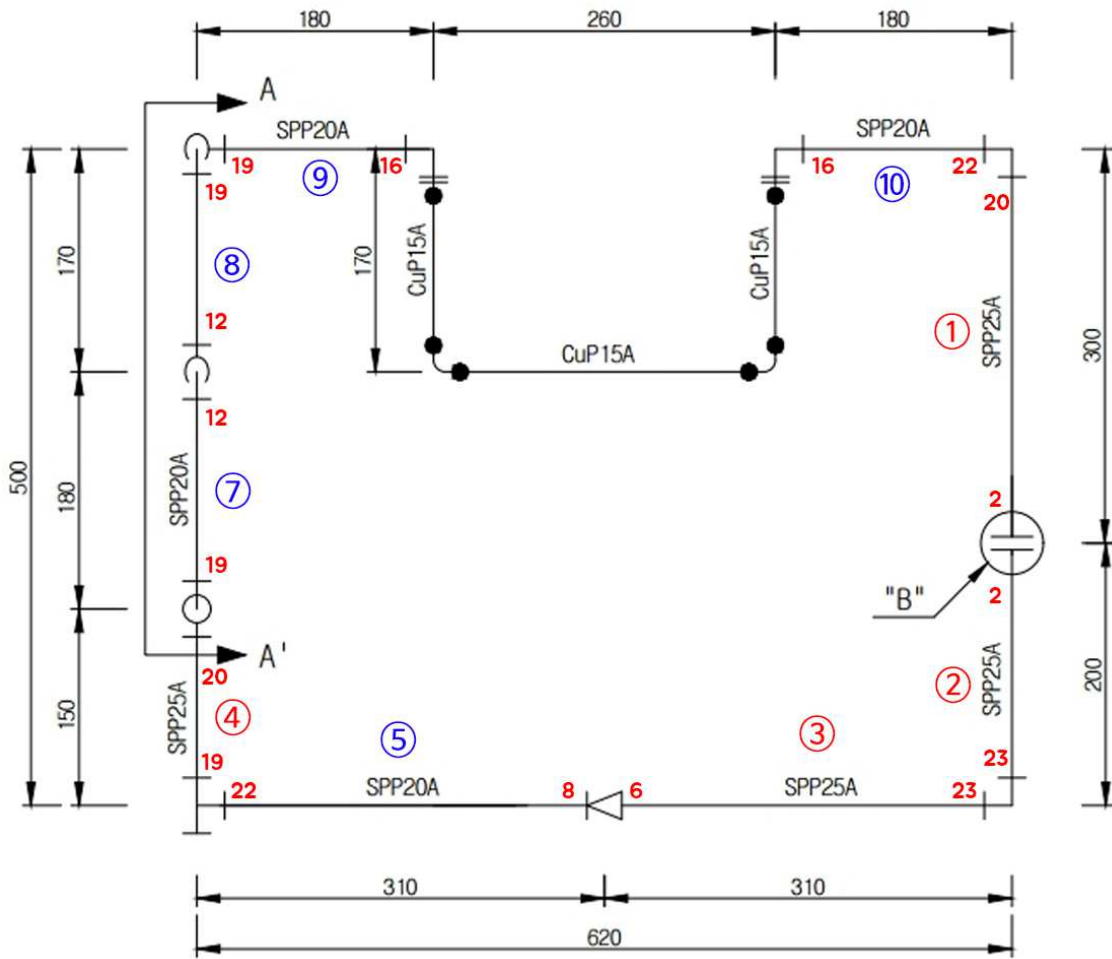 180 260 180
A
SPP20A SPP20A
19 16 16 22
⑨ ⑩
19 20
170 ⑧ 170 CuP15A CuP15A ① SPP25A 300
12
CuP15A
500
12
SPP20A ⑦ 180
2
19
"B" 2
A'
20 ② SPP25A 200
150 SPP25A ④ ⑤ ③
19 23
22 SPP20A 8 6 SPP25A 23
310 310
620